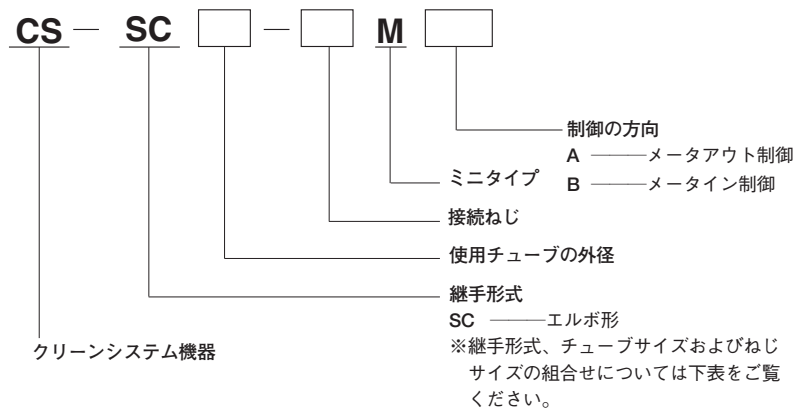 CS — SC □ — □ M □
制御の方向
A ———メータアウト制御
B ———メータイン制御
ミニタイプ
接続ねじ
使用チューブの外径
継手形式
SC ———エルボ形
※継手形式、チューブサイズおよびねじ
サイズの組合せについては下表をご覧
ください。
クリーンシステム機器